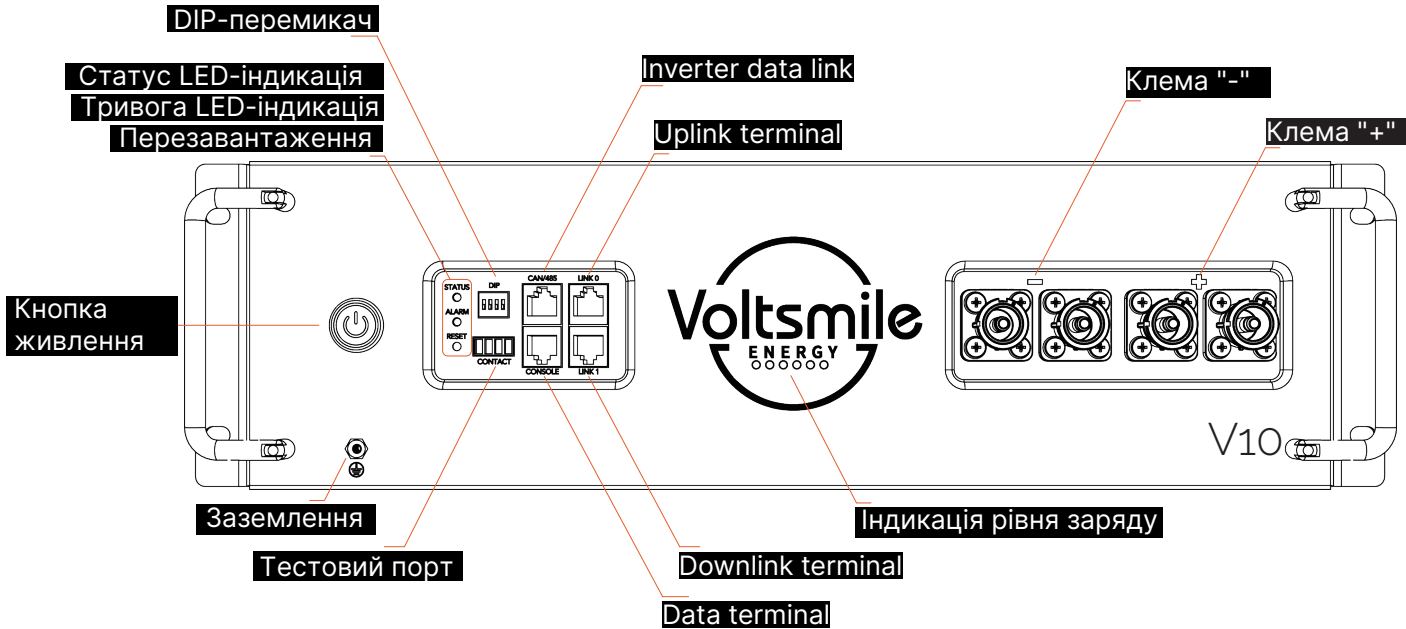 DIP-перемикач
Статус LED-індикація
Тривога LED-індикація
Перезавантаження
Inverter data link
Uplink terminal
Клема "-"
Клема "+"
Кнопка
живлення
STATUS
ALARM
RESET
DIP
CONTACT
CAN/485
LINK 0
CONSOLE
LINK 1
Voltsmile
ENERGY
V10
Заземлення
Тестовий порт
Індикація рівня заряду
Downlink terminal
Data terminal